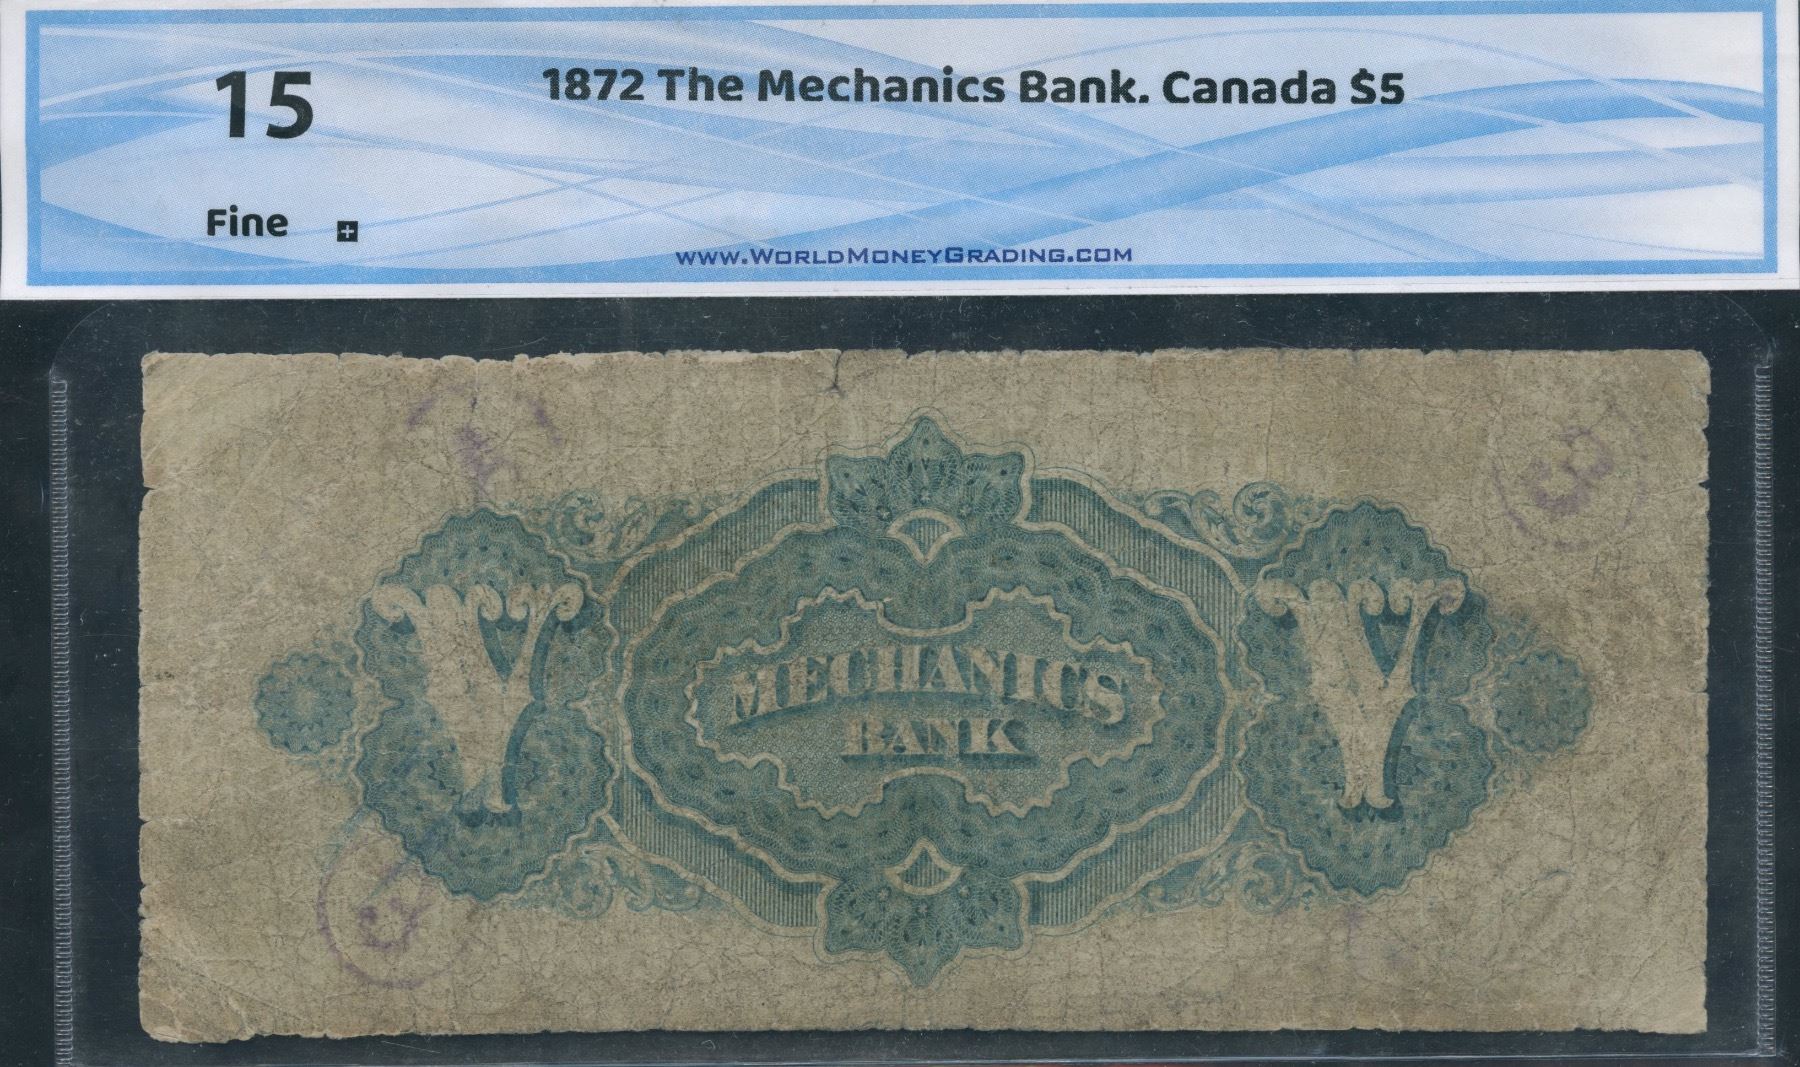 15
1872 The Mechanics Bank. Canada $5
Fine +
WWW.WORLDMONEYGRADING.COM
V
V
V
MECHANICS
BANK